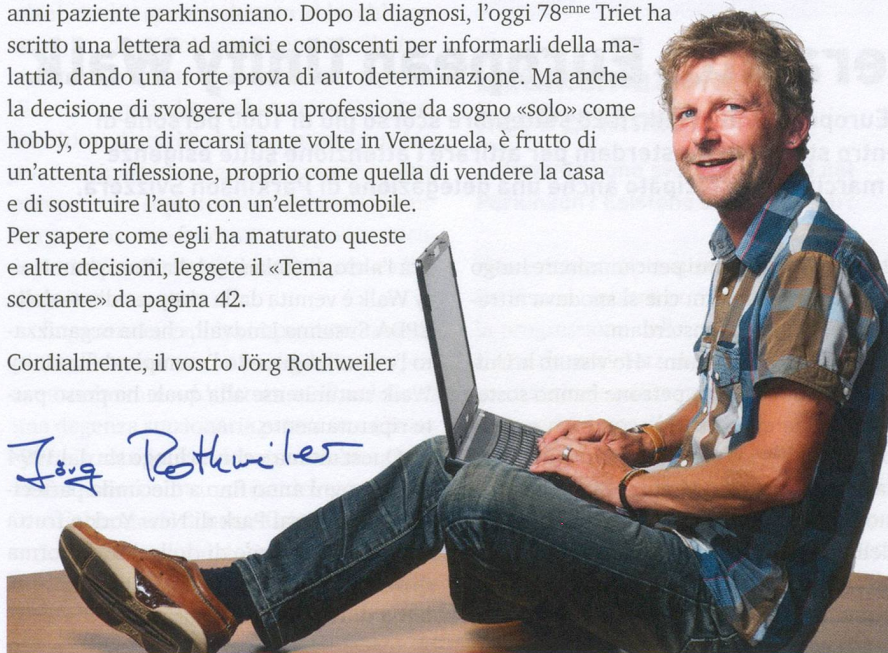 anni paziente parkinsoniano. Dopo la diagnosi, l'oggi 78enne Triet ha
scritto una lettera ad amici e conoscenti per informarli della ma-
lattia, dando una forte prova di autodeterminazione. Ma anche
la decisione di svolgere la sua professione da sogno «solo» come
hobby, oppure di recarsi tante volte in Venezuela, è frutto di
un'attenta riflessione, proprio come quella di vendere la casa
e di sostituire l'auto con un'elettromobile.
Per sapere come egli ha maturato queste
e altre decisioni, leggete il «Tema
scottante» da pagina 42.
Cordialmente, il vostro Jörg Rothweiler
Jörg Rothweiler